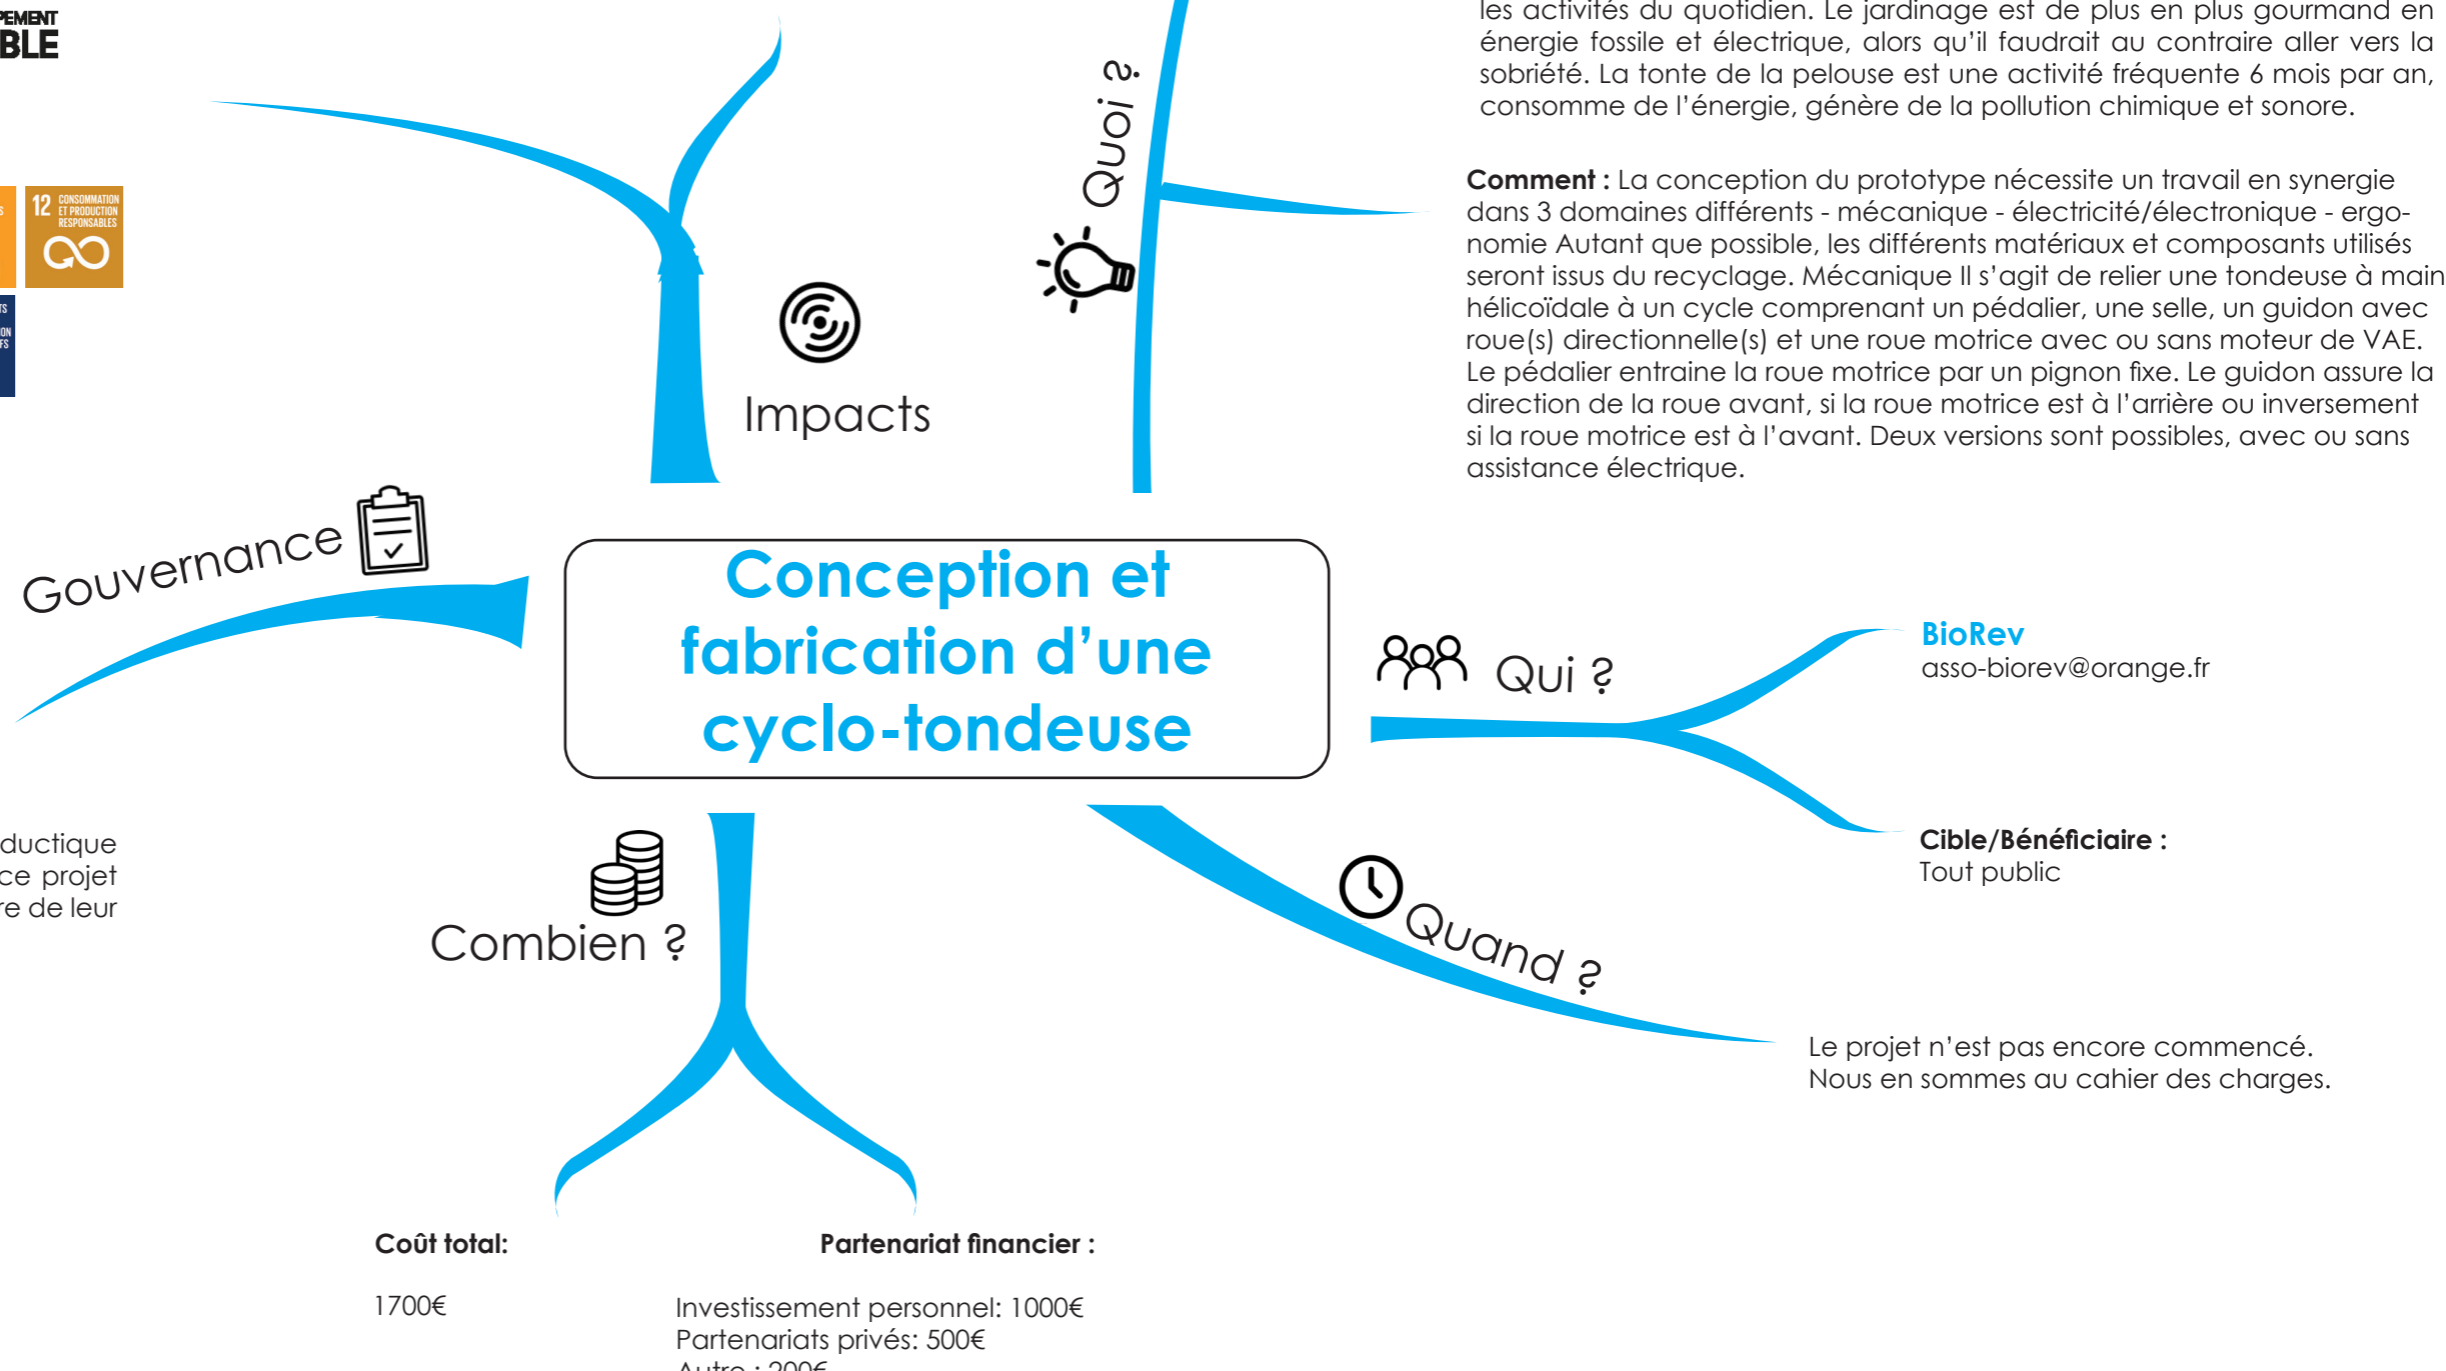 PEMENT
BLE
12 CONSOMMATION
ET PRODUCTION
RESPONSABLES
Impacts
Quoi ?
les activités du quotidien. Le jardinage est de plus en plus gourmand en
énergie fossile et électrique, alors qu'il faudrait au contraire aller vers la
sobriété. La tonte de la pelouse est une activité fréquente 6 mois par an,
consomme de l'énergie, génère de la pollution chimique et sonore.
Comment : La conception du prototype nécessite un travail en synergie
dans 3 domaines différents - mécanique - électricité/électronique - ergo-
nomie Autant que possible, les différents matériaux et composants utilisés
seront issus du recyclage. Mécanique Il s'agit de relier une tondeuse à main
hélicoïdale à un cycle comprenant un pédalier, une selle, un guidon avec
roue(s) directionnelle(s) et une roue motrice avec ou sans moteur de VAE.
Le pédalier entraine la roue motrice par un pignon fixe. Le guidon assure la
direction de la roue avant, si la roue motrice est à l'arrière ou inversement
si la roue motrice est à l'avant. Deux versions sont possibles, avec ou sans
assistance électrique.
Gouvernance
Conception et
fabrication d'une
cyclo-tondeuse
Qui ?
BioRev
asso-biorev@orange.fr
Cible/Bénéficiaire :
Tout public
ductique
ce projet
re de leur
Combien ?
Quand ?
Le projet n'est pas encore commencé.
Nous en sommes au cahier des charges.
Coût total:
1700€
Partenariat financier :
Investissement personnel: 1000€
Partenariats privés: 500€
Autre : 200€